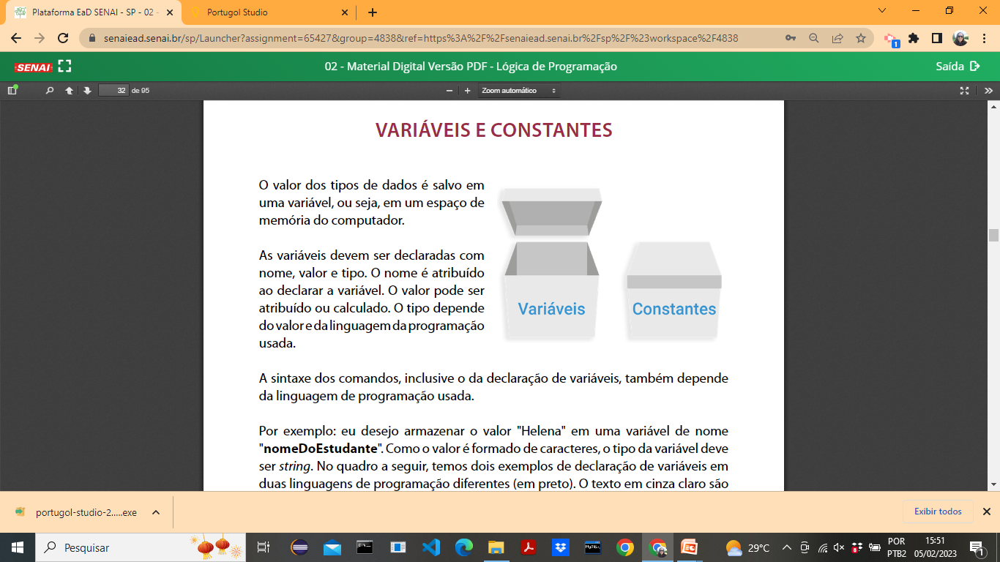 Plataforma EaD SENAI - SP - 02 -
Portugol Studio
senaiead.senai.br/sp/Launcher?assignment=65427&group=4838&ref=https%3A%2F%2Fsenaiead.senai.br%2Fsp%2F%23workspace%2F4838
1
SENAI
02 - Material Digital Versão PDF - Lógica de Programação
Saída
32 de 95
Zoom automático
VARIÁVEIS E CONSTANTES
O valor dos tipos de dados é salvo em
uma variável, ou seja, em um espaço de
memória do computador.
As variáveis devem ser declaradas com
nome, valor e tipo. O nome é atribuído
ao declarar a variável. O valor pode ser
atribuído ou calculado. O tipo depende
do valor e da linguagem da programação
usada.
Variáveis
Constantes
A sintaxe dos comandos, inclusive o da declaração de variáveis, também depende
da linguagem de programação usada.
Por exemplo: eu desejo armazenar o valor "Helena" em uma variável de nome
"nomeDoEstudante". Como o valor é formado de caracteres, o tipo da variável deve
ser string. No quadro a seguir, temos dois exemplos de declaração de variáveis em
duas linguagens de programação diferentes (em preto). O texto em cinza claro são
portugol-studio-2.....exe
Exibir todos
Pesquisar
MySQL
29°C
POR
PTB2
15:51
05/02/2023
1